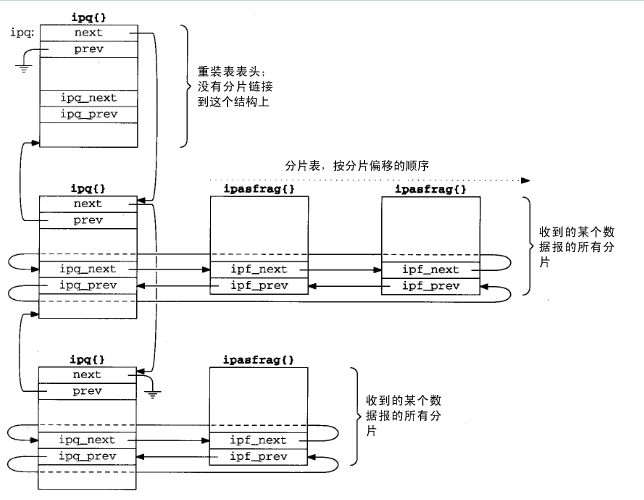 ipq{}
ipq:
next
prev
ipq_next
ipq_prev
重装表表头:
没有分片链接
到这个结构上
分片表，按分片偏移的顺序
ipq{}
ipasfrag{}
ipasfrag{}
next
prev
ipq_next
ipf_next
ipf_next
ipq_prev
ipf_prev
ipf_prev
收到的某个数
据报的所有分
片
ipq{}
ipasfrag{}
next
prev
ipq_next
ipf_next
ipq_prev
ipf_prev
收到的某个数
据报的所有分
片